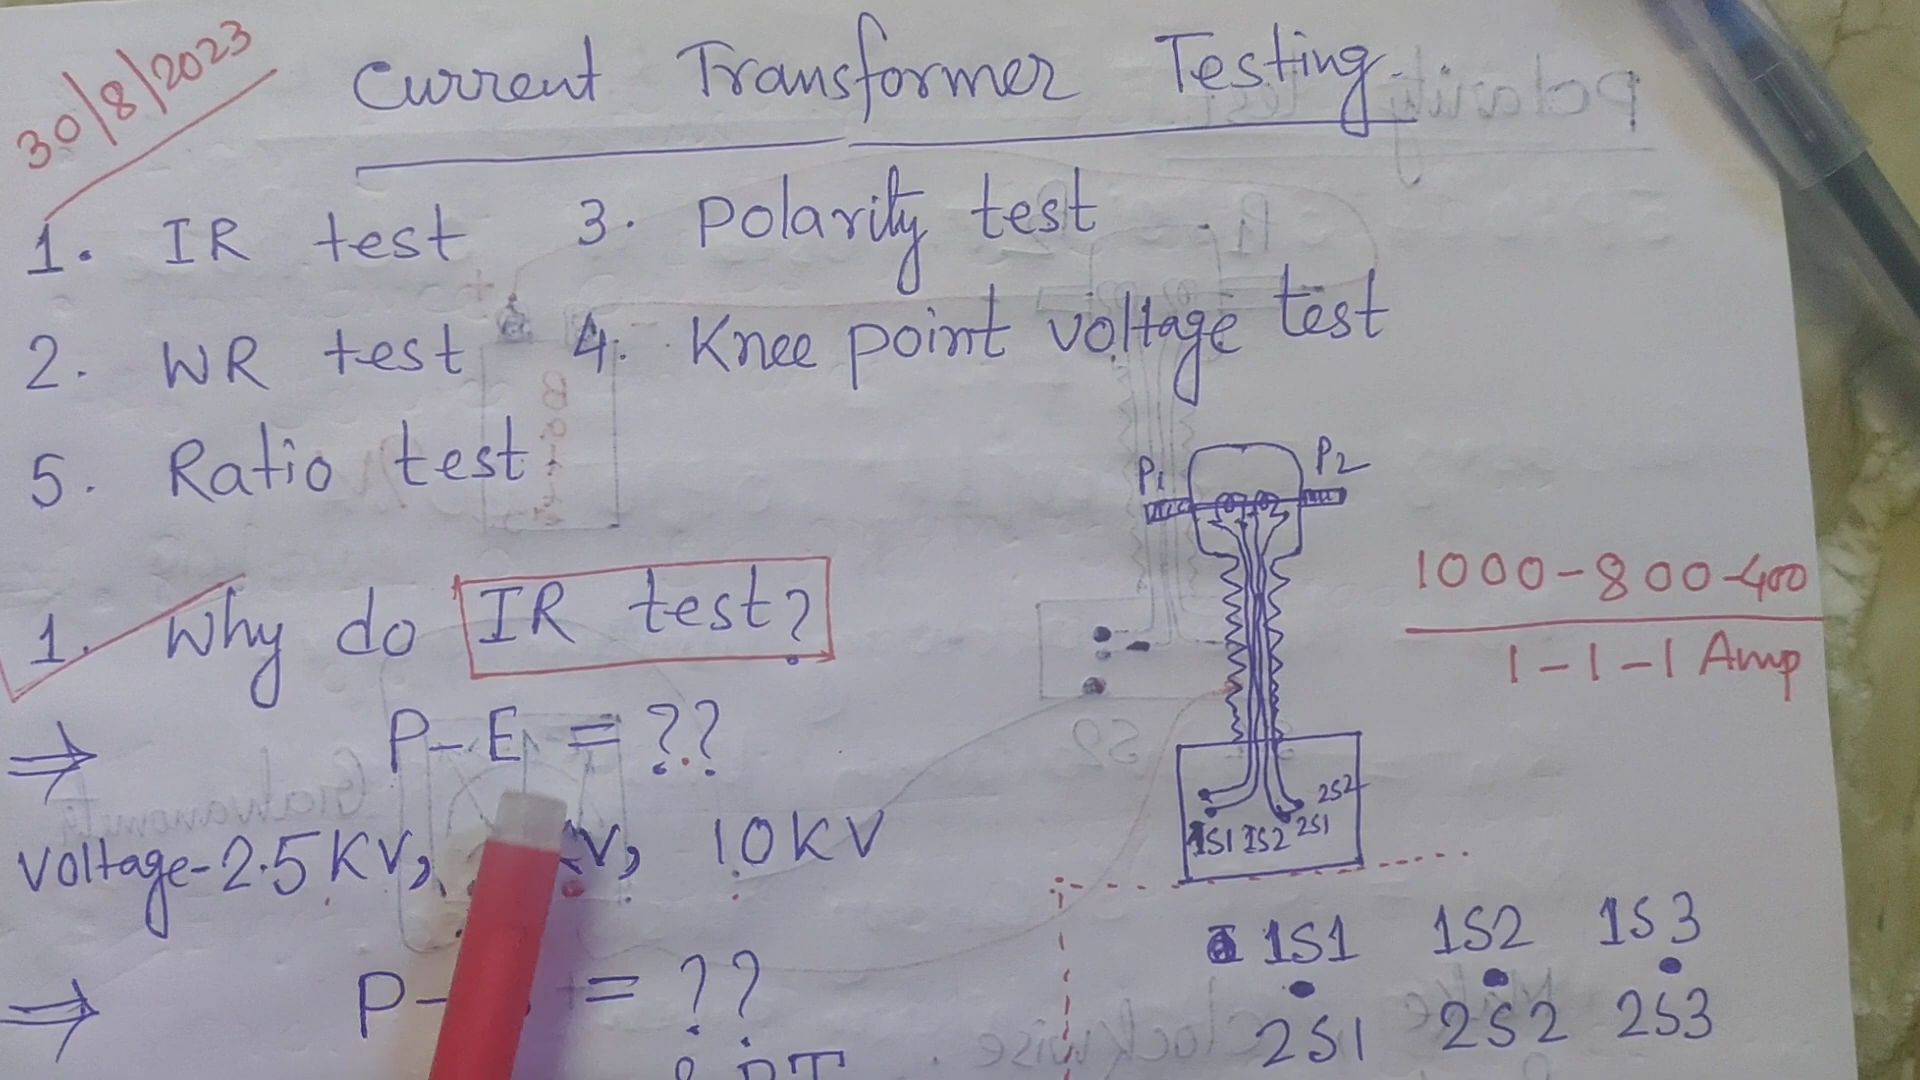 30/8/2023
Current Transformer Testing
1. IR test 3. Polarity test
2. WR test 4. Knee point voltage test
5. Ratio test
P1 P2
1000-800-400
1-1-1 Amp
1. Why do IR test?
⇒ P-E = ??
Voltage-2.5KV, KV, 10KV
2S2
1S1 1S2 2S1
⇒ P- = ??
1S1 1S2 1S3
2S1 2S2 2S3